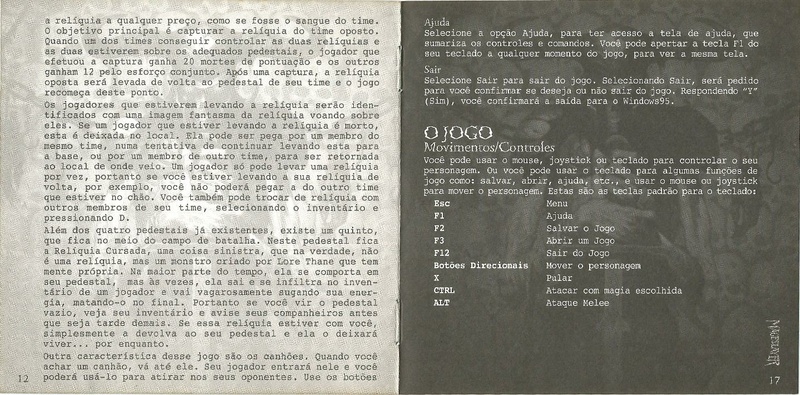 a relíquia a qualquer preço, como se fosse o sangue do time.
O objetivo principal é capturar a relíquia do time oposto.
Quando um dos times conseguir controlar as duas relíquias e
as duas estiverem sobre os adequados pedestais, o jogador que
efetuou a captura ganha 20 mortes de pontuação e os outros
ganham 12 pelo esforço conjunto. Após uma captura, a relíquia
oposta será levada de volta ao pedestal de seu time e o jogo
recomeça deste ponto.
Os jogadores que estiverem levando a relíquia serão iden-
tificados com uma imagem fantasma da relíquia voando sobre
eles. Se um jogador que estiver levando a relíquia é morto,
esta é deixada no local. Ela pode ser pega por um membro do
mesmo time, numa tentativa de continuar levando esta para
a base, ou por um membro do outro time, para ser retornada
ao local de onde veio. Um jogador só pode levar uma relíquia
por vez, portanto se você estiver levando a sua relíquia de
volta, por exemplo, você não poderá pegar a do outro time
que estiver no chão. Você também pode trocar de relíquia com
outros membros de seu time, selecionando o inventário e
pressionando D.
Além dos quatro pedestais já existentes, existe um quinto,
que fica no meio do campo de batalha. Neste pedestal fica
a Relíquia Cursada, uma coisa sinistra, que na verdade, não
é uma relíquia, mas um monstro criado por Lore Thane que tem
mente própria. Na maior parte do tempo, ela se comporta em
seu pedestal, mas às vezes, ela sai e se infiltra no inven-
tário de um jogador e vai vagarosamente sugando sua ener-
gia, matando-o no final. Portanto se você vir o pedestal
vazio, veja seu inventário e avise seus companheiros antes
que seja tarde demais. Se essa relíquia estiver com você,
simplesmente a devolva ao seu pedestal e ela o deixará
viver... por enquanto.
Outra característica desse jogo são os canhões. Quando você
achar um canhão, vá até ele. Seu jogador entrará nele e você
poderá usá-lo para atirar nos seus oponentes. Use os botões
12
Ajuda
Selecione a opção Ajuda, para ter acesso a tela de ajuda, que
sumariza os controles e comandos. Você pode apertar a tecla F1 do
seu teclado a qualquer momento do jogo, para ver a mesma tela.
Sair
Selecione Sair para sair do jogo. Selecionando Sair, será pedido
para você confirmar se deseja ou não sair do jogo. Respondendo "Y"
(Sim), você confirmará a saída para o Windows95.
O JOGO
Movimentos/Controles
Você pode usar o mouse, joystick ou teclado para controlar o seu
personagem. Ou você pode usar o teclado para algumas funções de
jogo como: salvar, abrir, ajuda, etc., e usar o mouse ou joystick
para mover o personagem. Estas são as teclas padrão para o teclado:
Esc Menu
F1 Ajuda
F2 Salvar o Jogo
F3 Abrir um Jogo
F12 Sair do Jogo
Botões Direcionais Mover o personagem
X Pular
CTRL Atacar com magia escolhida
ALT Ataque Melee
MAGESLAYER
17